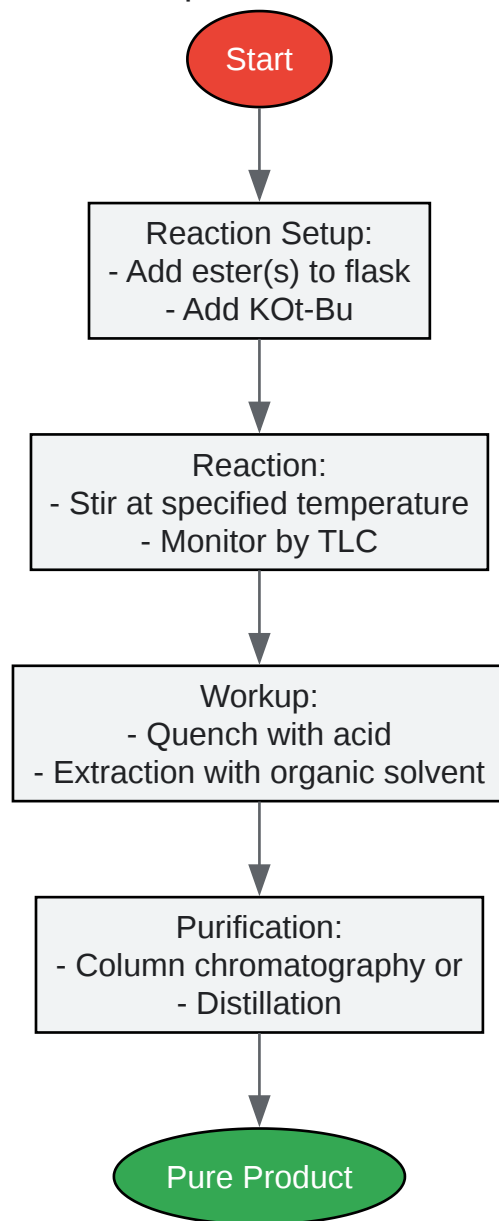 Start
Reaction Setup:
- Add ester(s) to flask
- Add KOt-Bu
Reaction:
- Stir at specified temperature
- Monitor by TLC
Workup:
- Quench with acid
- Extraction with organic solvent
Purification:
- Column chromatography or
- Distillation
Pure Product